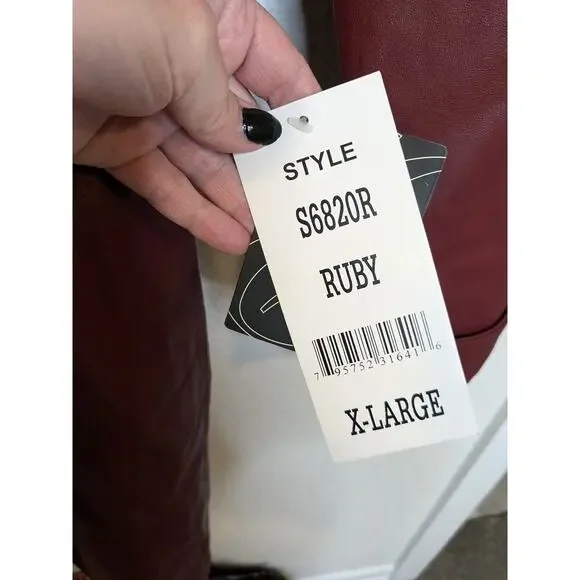 STYLE
S6820R
RUBY
7 95752 31641 6
X-LARGE